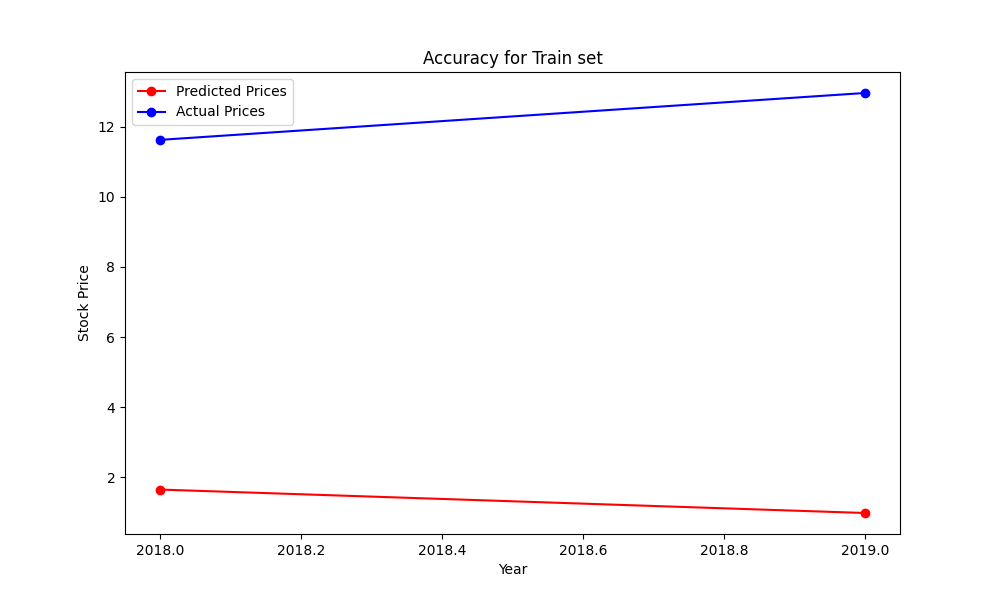 Accuracy for Train set
Predicted Prices
Actual Prices
Stock Price
12
10
8
6
4
2
2018.0 2018.2 2018.4 2018.6 2018.8 2019.0
Year